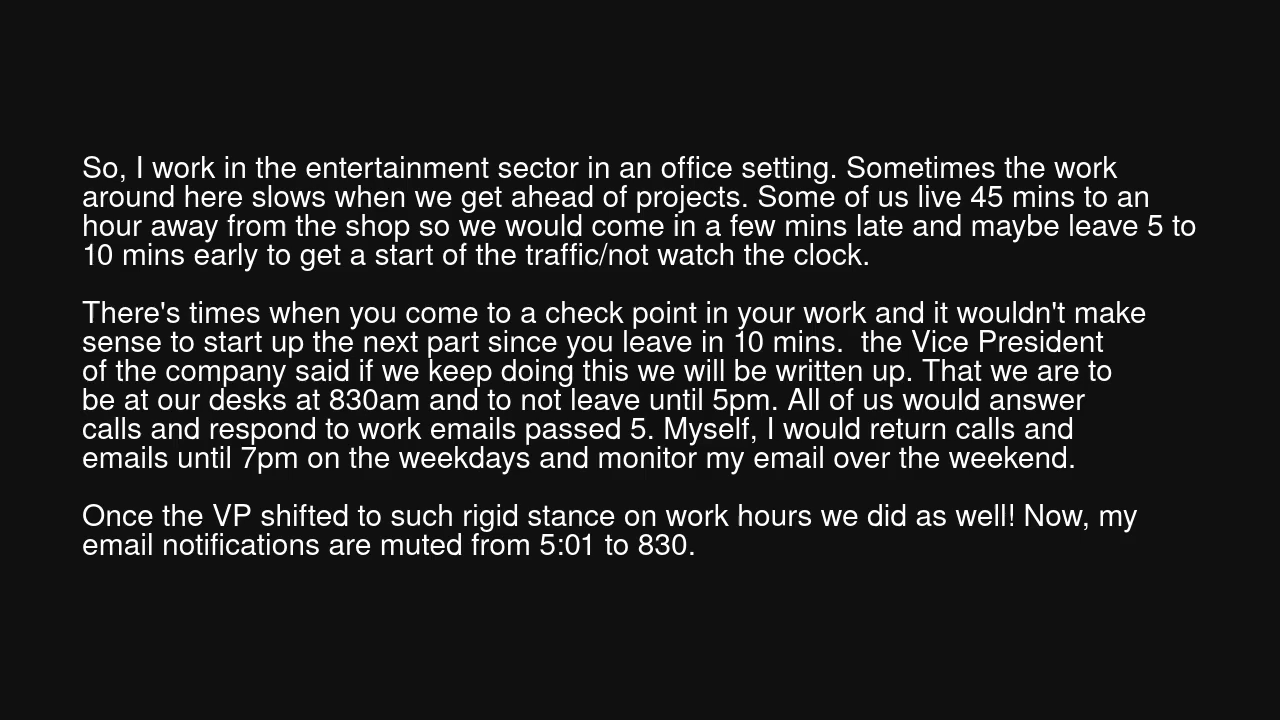 So, I work in the entertainment sector in an office setting. Sometimes the work
around here slows when we get ahead of projects. Some of us live 45 mins to an
hour away from the shop so we would come in a few mins late and maybe leave 5 to
10 mins early to get a start of the traffic/not watch the clock.
There's times when you come to a check point in your work and it wouldn't make
sense to start up the next part since you leave in 10 mins.  the Vice President
of the company said if we keep doing this we will be written up. That we are to
be at our desks at 830am and to not leave until 5pm. All of us would answer
calls and respond to work emails passed 5. Myself, I would return calls and
emails until 7pm on the weekdays and monitor my email over the weekend.
Once the VP shifted to such rigid stance on work hours we did as well! Now, my
email notifications are muted from 5:01 to 830.